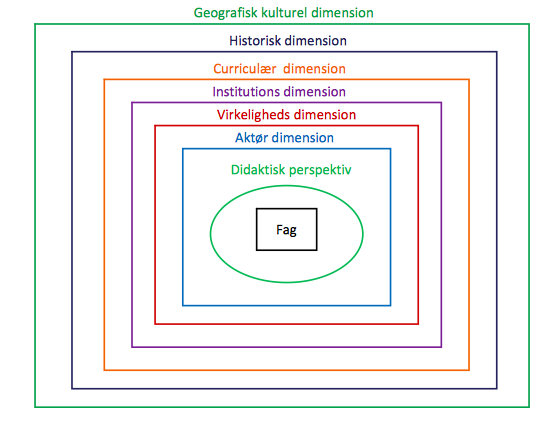 Geografisk kulturel dimension
Historisk dimension
Curriculær dimension
Institutions dimension
Virkeligheds dimension
Aktør dimension
Didaktisk perspektiv
Fag